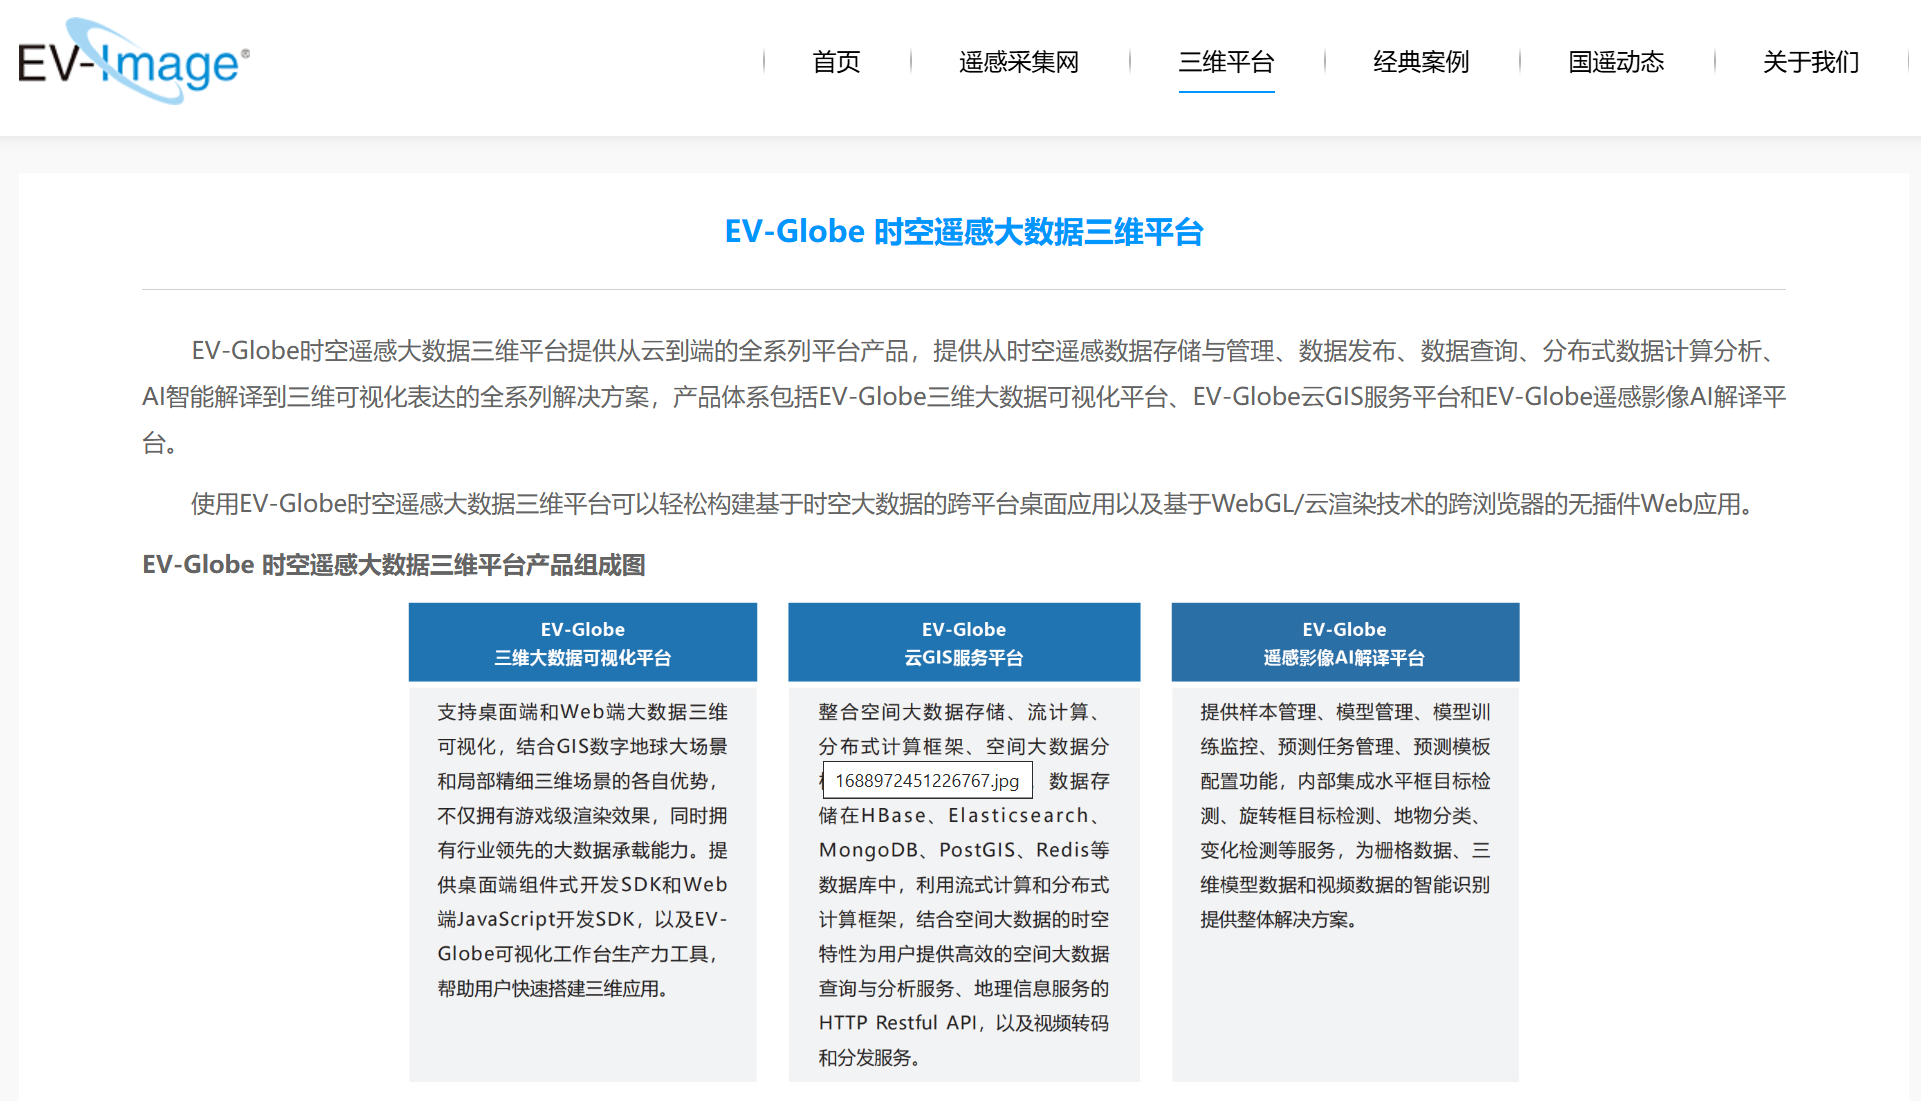 EV-Image®
首页
遥感采集网
三维平台
经典案例
国遥动态
关于我们
EV-Globe 时空遥感大数据三维平台
EV-Globe时空遥感大数据三维平台提供从云到端的全系列平台产品，提供从时空遥感数据存储与管理、数据发布、数据查询、分布式数据计算分析、
AI智能解译到三维可视化表达的全系列解决方案，产品体系包括EV-Globe三维大数据可视化平台、EV-Globe云GIS服务平台和EV-Globe遥感影像AI解译平
台。
使用EV-Globe时空遥感大数据三维平台可以轻松构建基于时空大数据的跨平台桌面应用以及基于WebGL/云渲染技术的跨浏览器的无插件Web应用。
EV-Globe 时空遥感大数据三维平台产品组成图
EV-Globe
三维大数据可视化平台
支持桌面端和Web端大数据三维
可视化，结合GIS数字地球大场景
和局部精细三维场景的各自优势，
不仅拥有游戏级渲染效果，同时拥
有行业领先的大数据承载能力。提
供桌面端组件式开发SDK和Web
端JavaScript开发SDK，以及EV-
Globe可视化工作台生产力工具，
帮助用户快速搭建三维应用。
EV-Globe
云GIS服务平台
整合空间大数据存储、流计算、
分布式计算框架、空间大数据分
1688972451226767.jpg
数据存
储在HBase、Elasticsearch、
MongoDB、PostGIS、Redis等
数据库中，利用流式计算和分布式
计算框架，结合空间大数据的时空
特性为用户提供高效的空间大数据
查询与分析服务、地理信息服务的
HTTP Restful API，以及视频转码
和分发服务。
EV-Globe
遥感影像AI解译平台
提供样本管理、模型管理、模型训
练监控、预测任务管理、预测模板
配置功能，内部集成水平框目标检
测、旋转框目标检测、地物分类、
变化检测等服务，为栅格数据、三
维模型数据和视频数据的智能识别
提供整体解决方案。